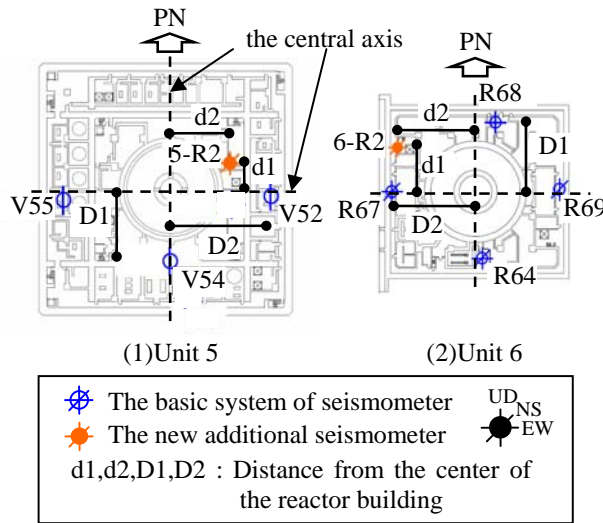 PN
the central axis
PN
d2
d2
R68
5-R2
d1
6-R2
d1
D1
V55
D1
V52
R67
R69
D2
D2
V54
R64
(1)Unit 5
(2)Unit 6
The basic system of seismometer
UD
NS
EW
The new additional seismometer
d1,d2,D1,D2 : Distance from the center of
the reactor building